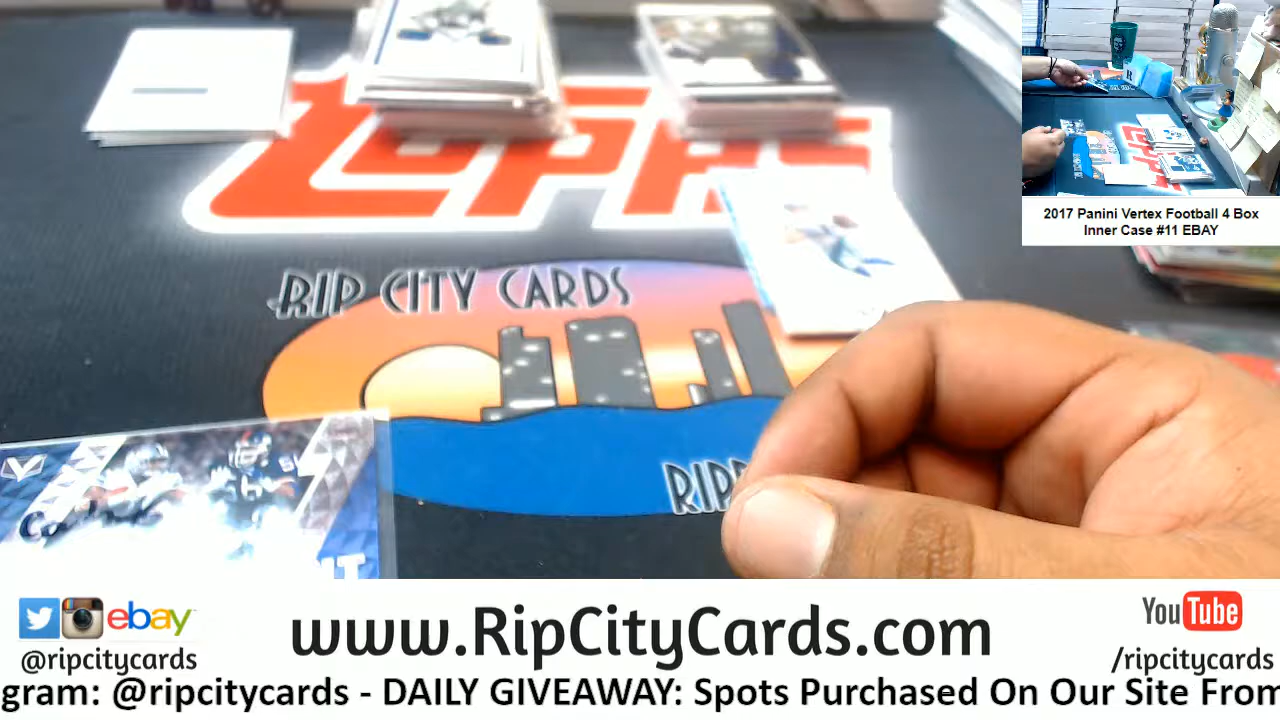 TOPPS
RIP CITY CARDS
2017 Panini Vertex Football 4 Box
Inner Case #11 EBAY
ebay
@ripcitycards
www.RipCityCards.com
YouTube
/ripcitycards
gram: @ripcitycards - DAILY GIVEAWAY: Spots Purchased On Our Site From